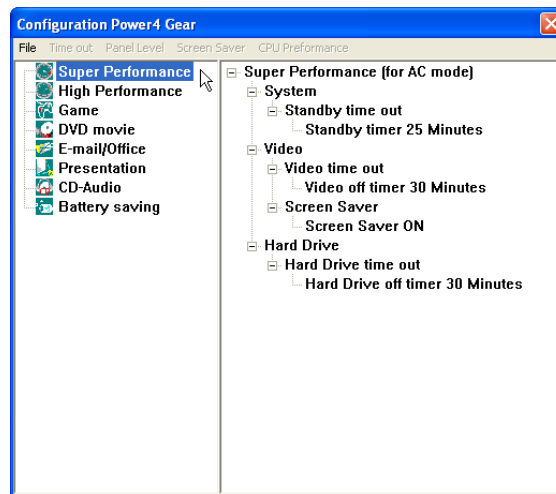 Configuration Power4 Gear
File Time out Panel Level Screen Saver CPU Preformance
Super Performance
High Performance
Game
DVD movie
E-mail/Office
Presentation
CD-Audio
Battery saving
Super Performance (for AC mode)
System
Standby time out
Standby timer 25 Minutes
Video
Video time out
Video off timer 30 Minutes
Screen Saver
Screen Saver ON
Hard Drive
Hard Drive time out
Hard Drive off timer 30 Minutes